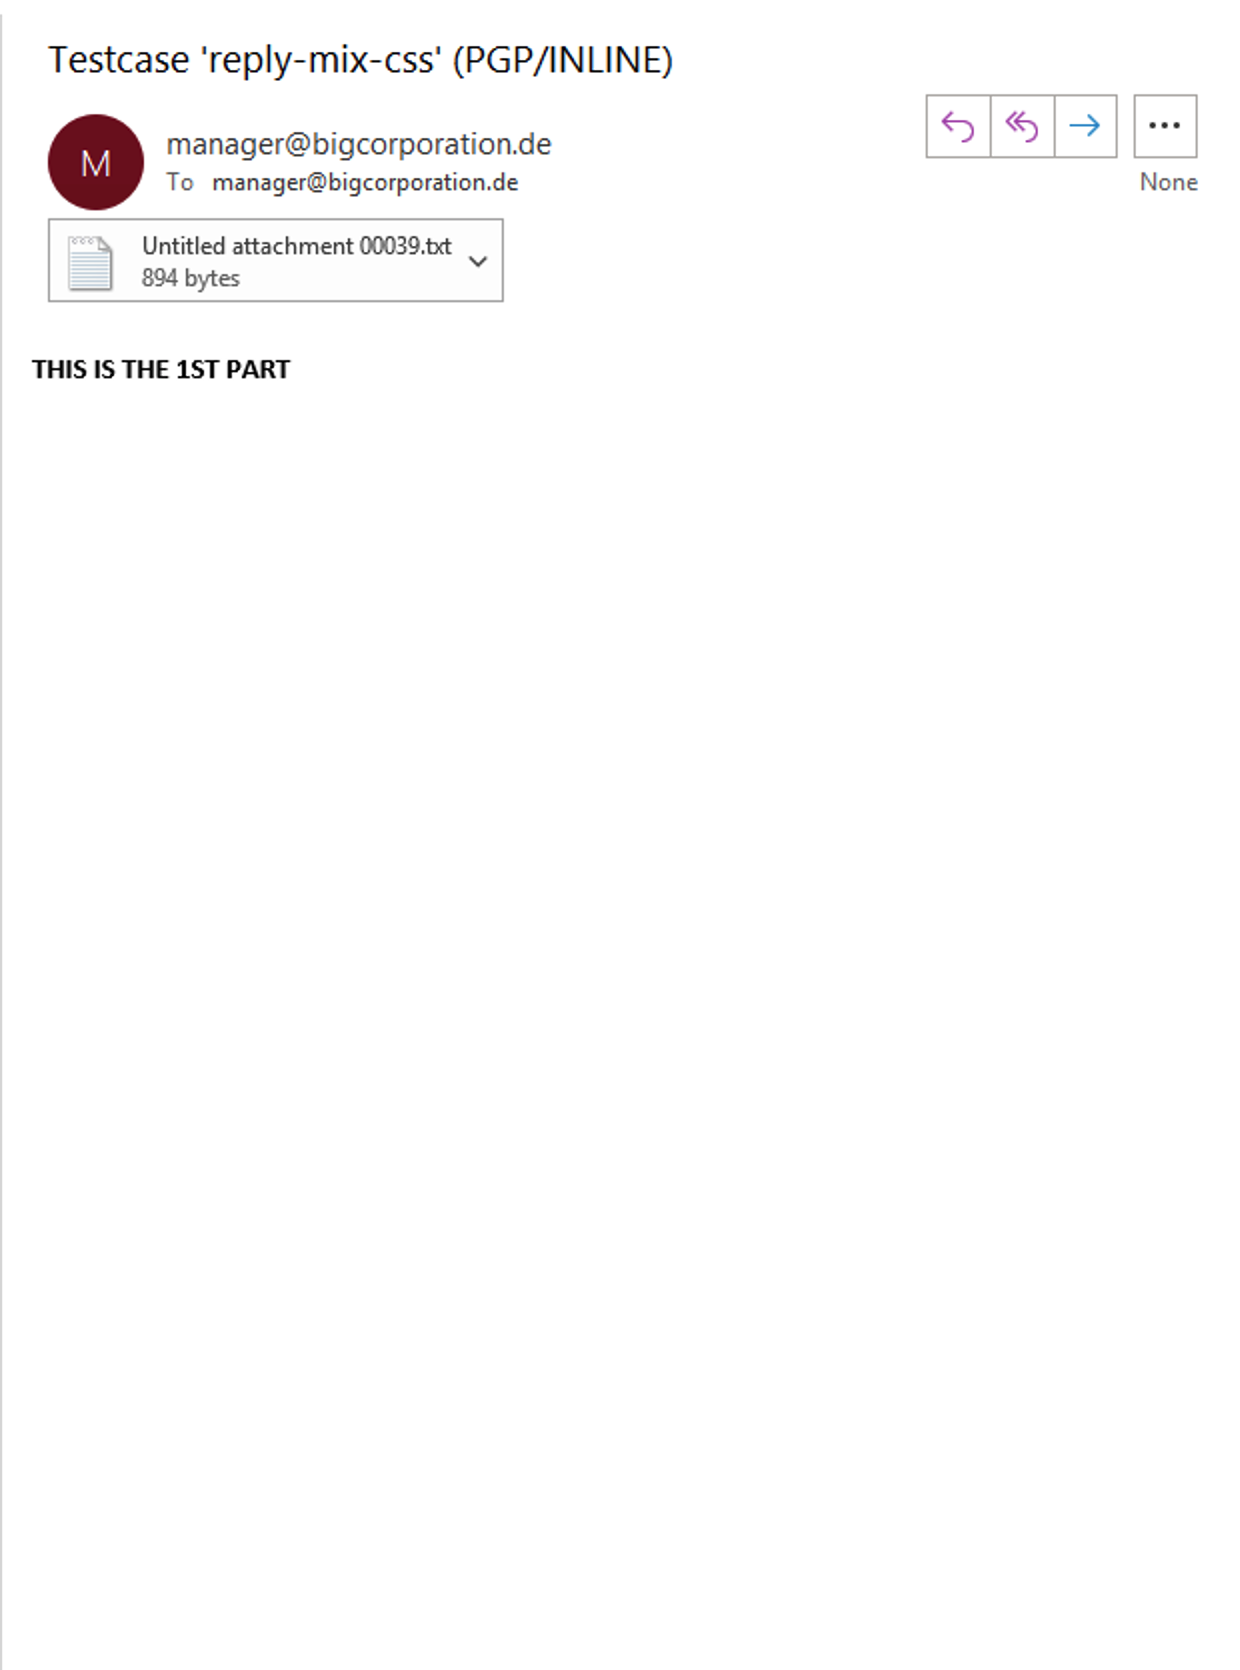 Testcase 'reply-mix-css' (PGP/INLINE)
M
manager@bigcorporation.de
To manager@bigcorporation.de
None
Untitled attachment 00039.txt
894 bytes
THIS IS THE 1ST PART